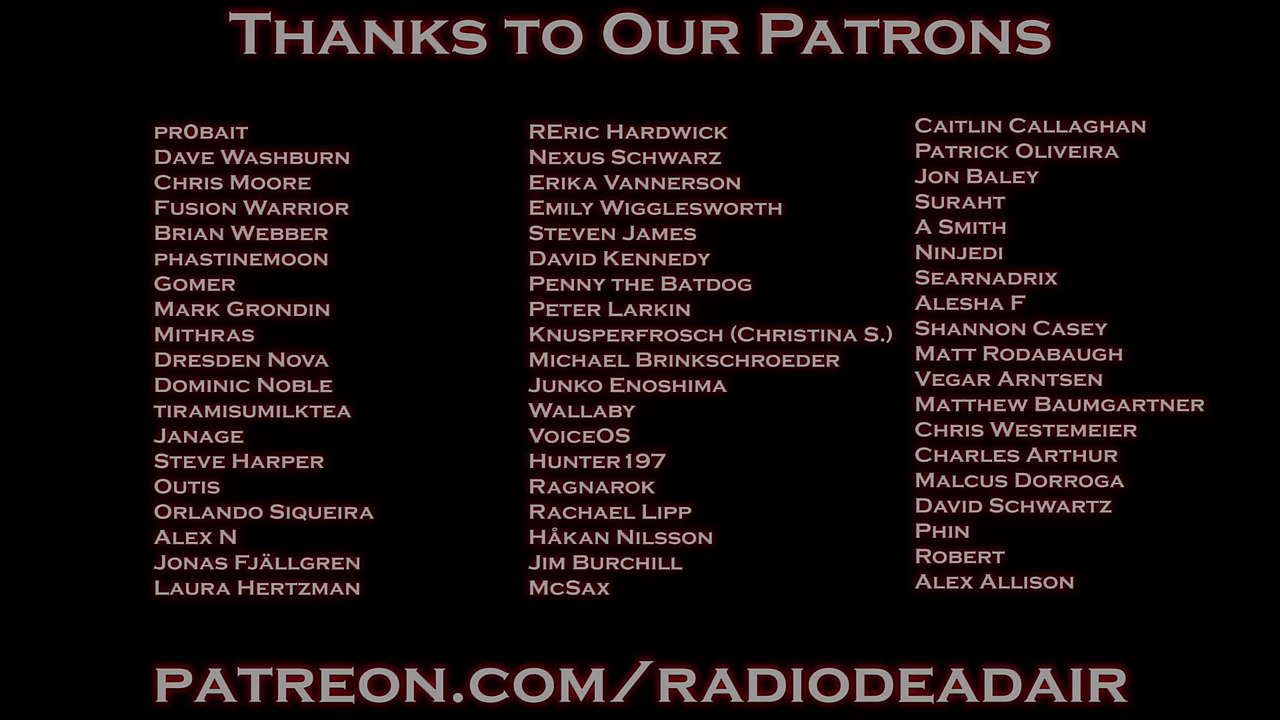 Thanks to Our Patrons
pr0bait
Dave Washburn
Chris Moore
Fusion Warrior
Brian Webber
phastinemoon
Gomer
Mark Grondin
Mithras
Dresden Nova
Dominic Noble
tiramisumilktea
Janage
Steve Harper
Outis
Orlando Siqueira
Alex N
Jonas Fjällgren
Laura Hertzman
REric Hardwick
Nexus Schwarz
Erika Vannerson
Emily Wigglesworth
Steven James
David Kennedy
Penny the Batdog
Peter Larkin
Knusperfrosch (Christina S.)
Michael Brinkschroeder
Junko Enoshima
Wallaby
VoiceOS
Hunter197
Ragnarok
Rachael Lipp
Håkan Nilsson
Jim Burchill
McSax
Caitlin Callaghan
Patrick Oliveira
Jon Baley
Suraht
A Smith
Ninjedi
Searnadrix
Alesha F
Shannon Casey
Matt Rodabaugh
Vegar Arntsen
Matthew Baumgartner
Chris Westemeier
Charles Arthur
Malcus Dorroga
David Schwartz
Phin
Robert
Alex Allison
patreon.com/radiodeadair